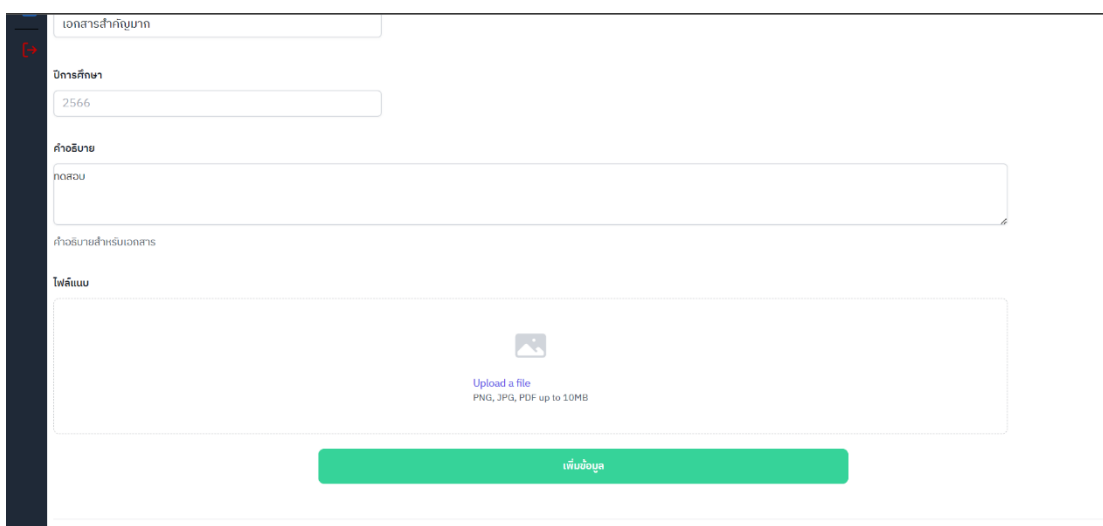 เอกสารสำคัญมาก
ปีการศึกษา
2566
คำอธิบาย
ทดสอบ
คำอธิบายสำหรับเอกสาร
ไฟล์แนบ
Upload a file
PNG, JPG, PDF up to 10MB
เพิ่มข้อมูล